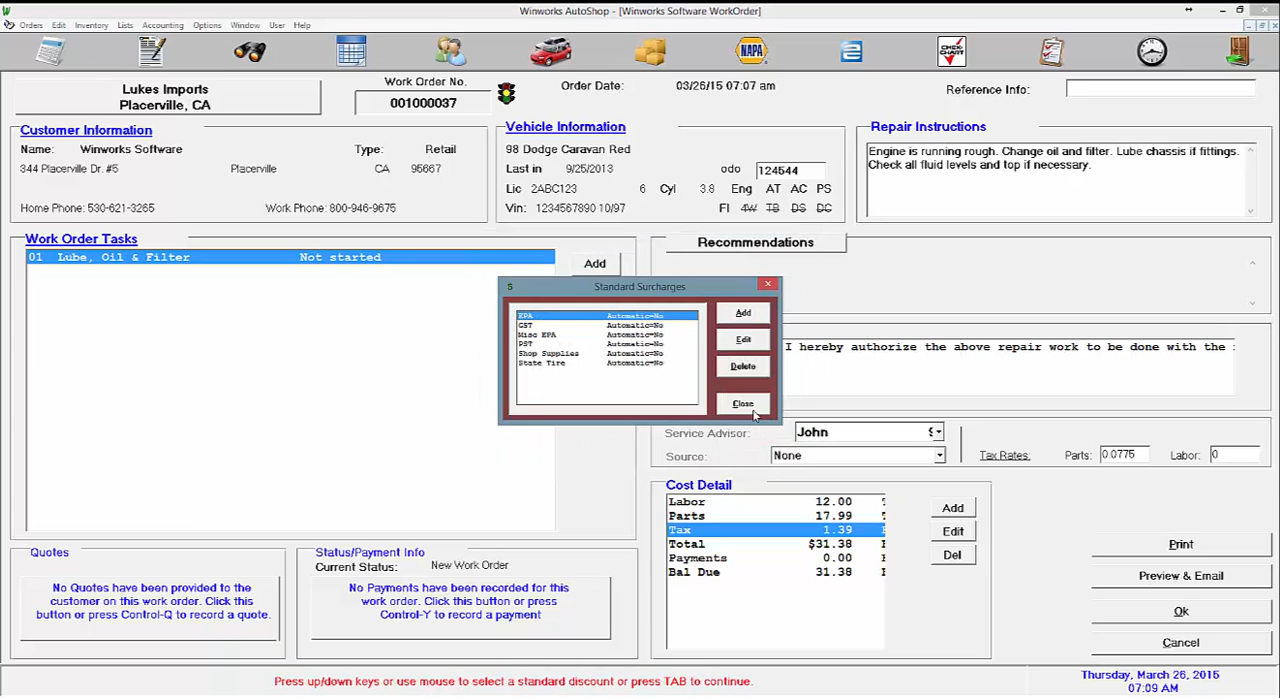 Winworks AutoShop - [Winworks Software WorkOrder]
Orders Edit Inventory Lists Accounting Options Window User Help
NAPA
CHEK-CHART
Lukes Imports
Placerville, CA
Work Order No.
001000037
Order Date: 03/26/15 07:07 am
Reference Info:
Customer Information
Name: Winworks Software Type: Retail
344 Placerville Dr. #5 Placerville CA 95667
Home Phone: 530-621-3265 Work Phone: 800-946-9675
Vehicle Information
98 Dodge Caravan Red
Last in 9/25/2013 odo 124544
Lic 2ABC123 6 Cyl 3.8 Eng AT AC PS
Vin: 1234567890 10/97 FI 4W TB DS DC
Repair Instructions
Engine is running rough. Change oil and filter. Lube chassis if fittings.
Check all fluid levels and top if necessary.
Work Order Tasks
01 Lube, Oil & Filter Not started
Add
Recommendations
Standard Surcharges
EPA Automatic=No
GST Automatic=No
Misc EPA Automatic=No
PST Automatic=No
Shop Supplies Automatic=No
State Tire Automatic=No
Add
Edit
Delete
Close
I hereby authorize the above repair work to be done with the
Service Advisor: John
Source: None
Tax Rates: Parts: 0.0775 Labor: 0
Cost Detail
Labor 12.00
Parts 17.99
Tax 1.39
Total $31.38
Payments 0.00
Bal Due 31.38
Add
Edit
Del
Print
Preview & Email
Ok
Cancel
Quotes
No Quotes have been provided to the
customer on this work order. Click this
button or press Control-Q to record a quote.
Status/Payment Info
Current Status: New Work Order
No Payments have been recorded for this
work order. Click this button or press
Control-Y to record a payment
Press up/down keys or use mouse to select a standard discount or press TAB to continue.
Thursday, March 26, 2015
07:09 AM